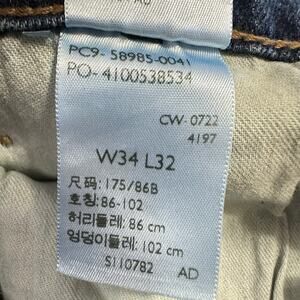 PC9- 58985-0041
PO- 4100538534
CW- 0722
4197
W34 L32
尺码: 175/86B
호칭: 86-102
허리둘레: 86 cm
엉덩이둘레: 102 cm
S110782 AD